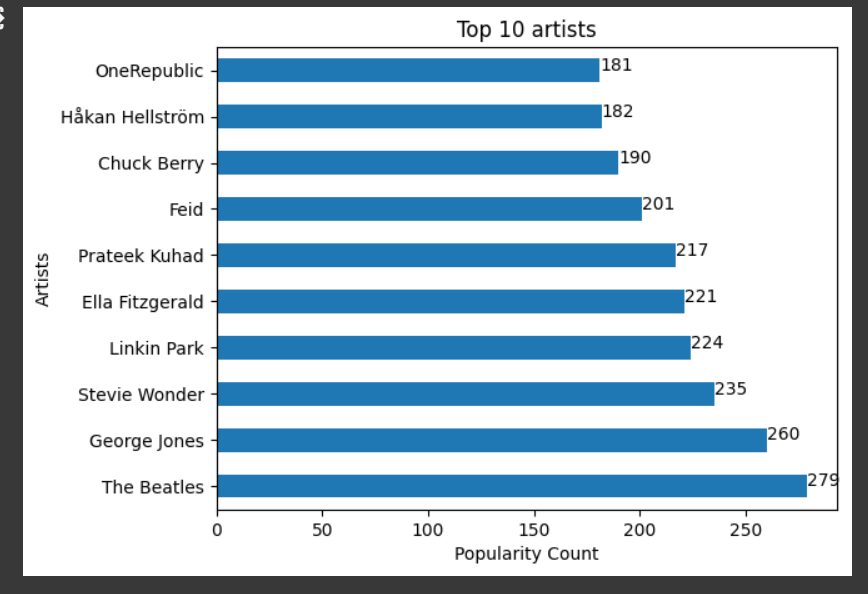 Top 10 artists
OneRepublic 181
Håkan Hellström 182
Chuck Berry 190
Feid 201
Prateek Kuhad 217
Ella Fitzgerald 221
Linkin Park 224
Stevie Wonder 235
George Jones 260
The Beatles 279
Artists
0 50 100 150 200 250
Popularity Count